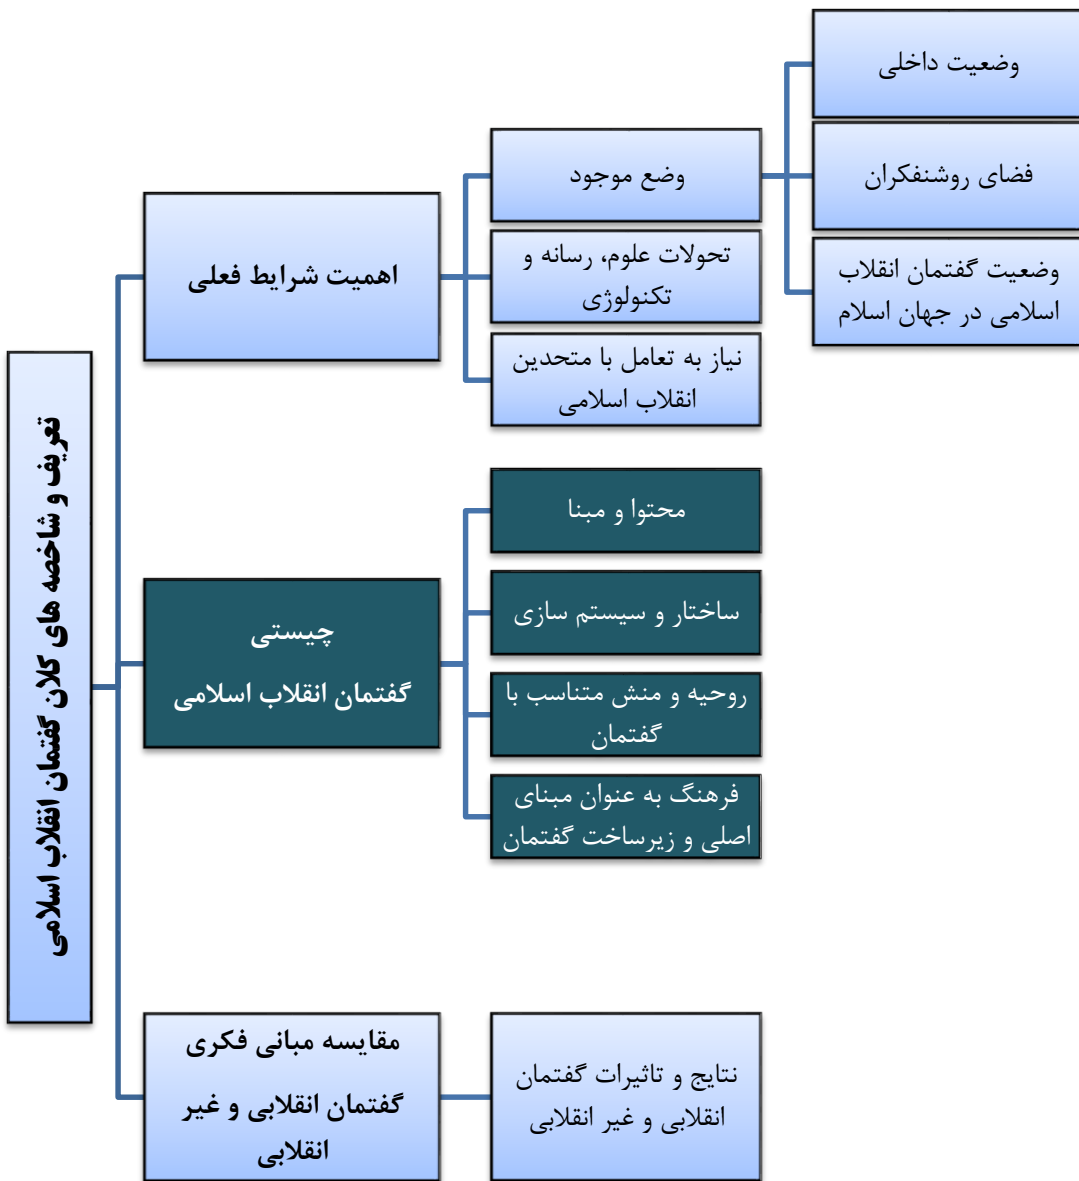 تعریف و شاخصه های کلان گفتمان انقلاب اسلامی
اهمیت شرایط فعلی
وضع موجود
وضعیت داخلی
فضای روشنفکران
وضعیت گفتمان انقلاب
اسلامی در جهان اسلام
تحولات علوم، رسانه و
تکنولوژی
نیاز به تعامل با متحدین
انقلاب اسلامی
چیستی
گفتمان انقلاب اسلامی
محتوا و مبنا
ساختار و سیستم سازی
روحیه و منش متناسب با
گفتمان
فرهنگ به عنوان مبنای
اصلی و زیرساخت گفتمان
مقایسه مبانی فکری
گفتمان انقلابی و غیر
انقلابی
نتایج و تاثیرات گفتمان
انقلابی و غیر انقلابی